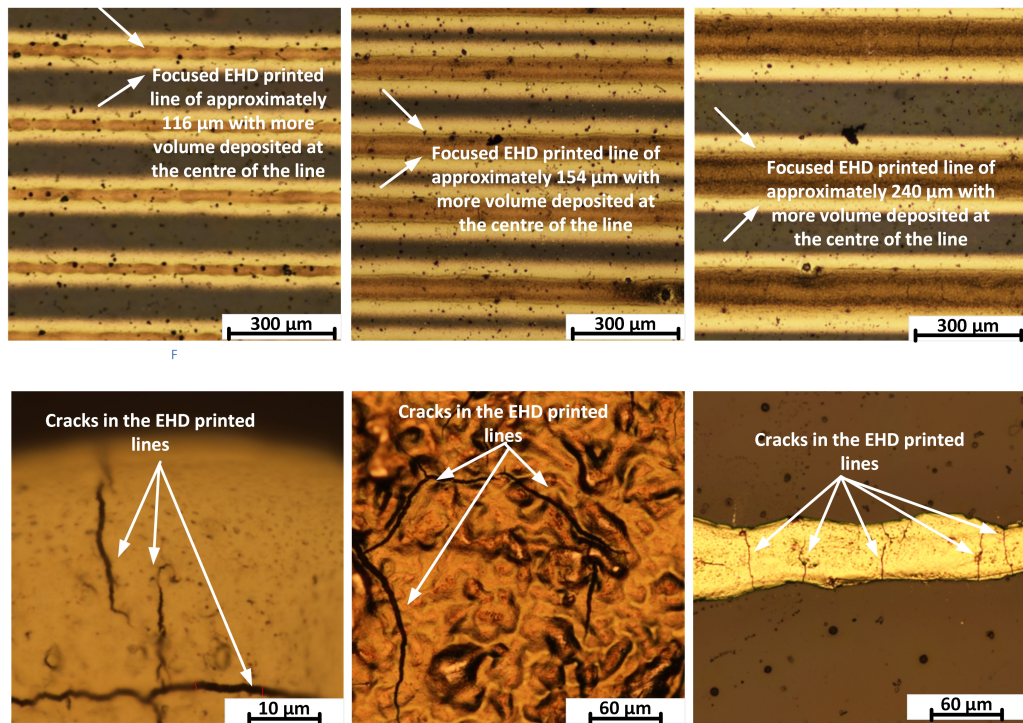 Focused EHD printed
line of approximately
116 µm with more
volume deposited at
the centre of the line
300 µm
Focused EHD printed line of
approximately 154 µm with
more volume deposited at
the centre of the line
300 µm
Focused EHD printed line of
approximately 240 µm with
more volume deposited at
the centre of the line
300 µm
F
Cracks in the EHD printed
lines
10 µm
Cracks in the EHD printed
lines
60 µm
Cracks in the EHD printed
lines
60 µm